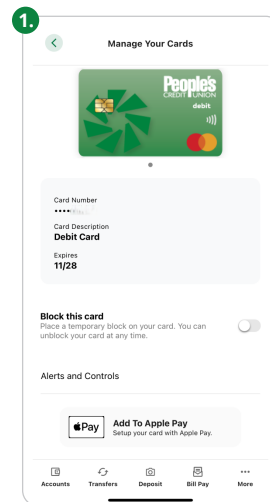 1.
Manage Your Cards
People's
CREDIT UNION
debit
Card Number
••••
Card Description
Debit Card
Expires
11/28
Block this card
Place a temporary block on your card. You can
unblock your card at any time.
Alerts and Controls
Pay
Add To Apple Pay
Setup your card with Apple Pay.
Accounts Transfers Deposit Bill Pay More